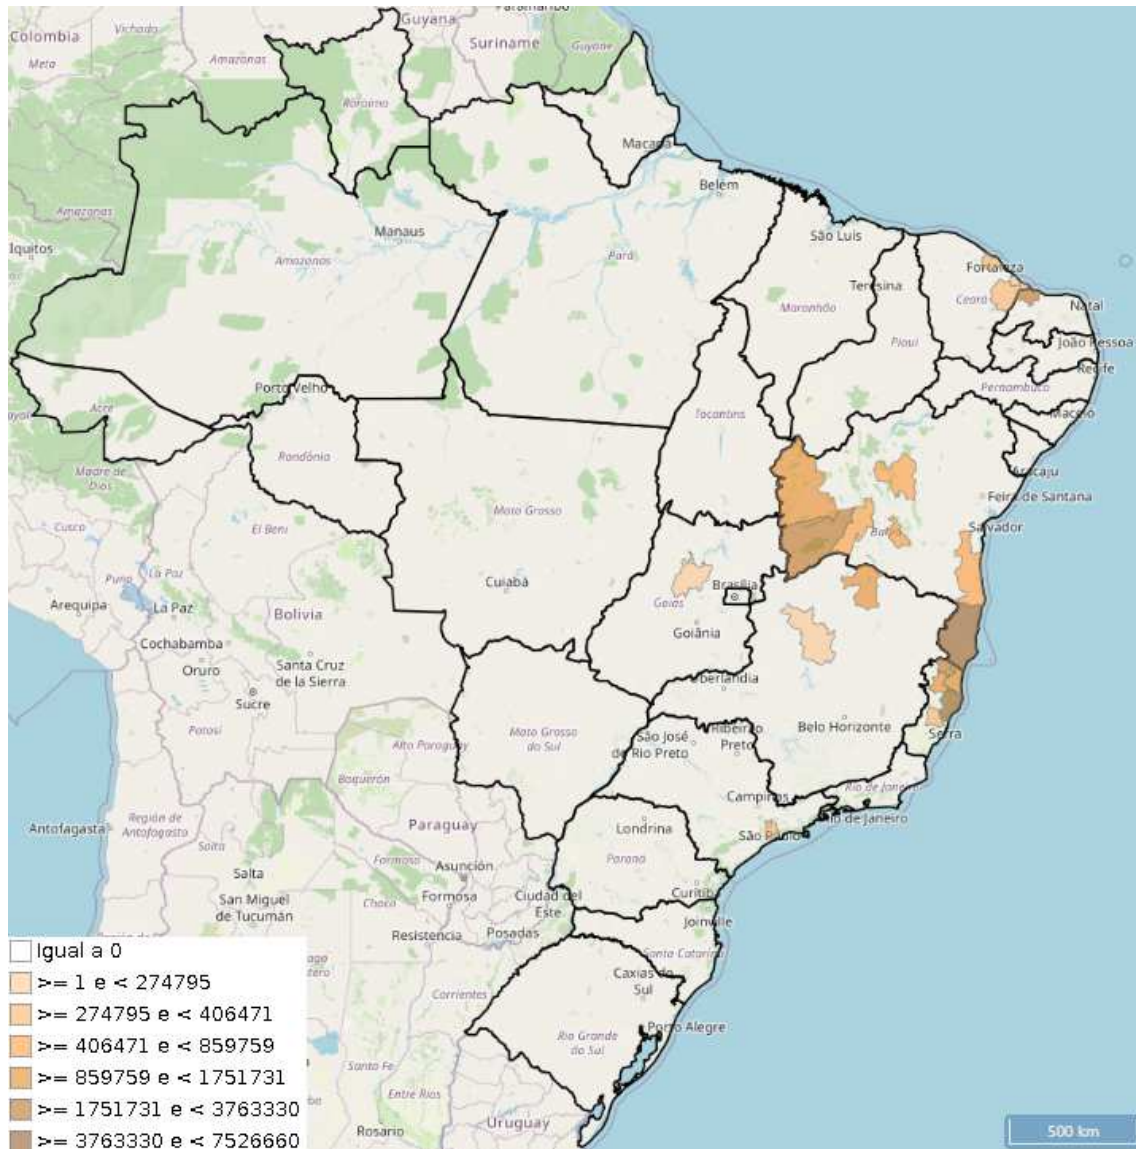 Paramaribo
Guyana
Colombia
Vichada
Suriname
Guyane
Meta
Amazonas
Roraima
Macapá
Belém
Amazonas
São Luís
Manaus
Iquitos
Fortaleza
Amazonas
Pará
Teresina
Ceará
Maranhão
Natal
Piauí
João Pessoa
Recife
Porto Velho
Pernambuco
Acre
Tocantins
Maceió
Rondônia
Aracaju
Madre de
Dios
Feira de Santana
Mato Grosso
Salvador
Cusco
El Beni
Bahia
Puno
La Paz
Cuiabá
Brasília
Arequipa
La Paz
Goiás
Bolivia
Goiânia
Cochabamba
Santa Cruz
de la Sierra
Oruro
Uberlandia
Sucre
Potosí
Belo Horizonte
Serra
Mato Grosso
do Sul
São José
do Rio Preto
Ribeirão
Preto
Alto Paraguay
Boquerón
Campinas
Rio de Janeiro
Antofagasta
Región de
Antofagasta
Paraguay
Londrina
São Paulo
Rio de Janeiro
Salta
Formosa
Asunción
Paraná
Salta
Chaco
San Miguel
de Tucumán
Formosa
Ciudad del
Este
Curitiba
Resistencia
Posadas
Joinville
Santa Catarina
Corrientes
Caxias do
Sul
Porto Alegre
Rio Grande
do Sul
Santa Fe
Entre Ríos
Rosario
Uruguay
500 km
Igual a 0
>= 1 e < 274795
>= 274795 e < 406471
>= 406471 e < 859759
>= 859759 e < 1751731
>= 1751731 e < 3763330
>= 3763330 e < 7526660